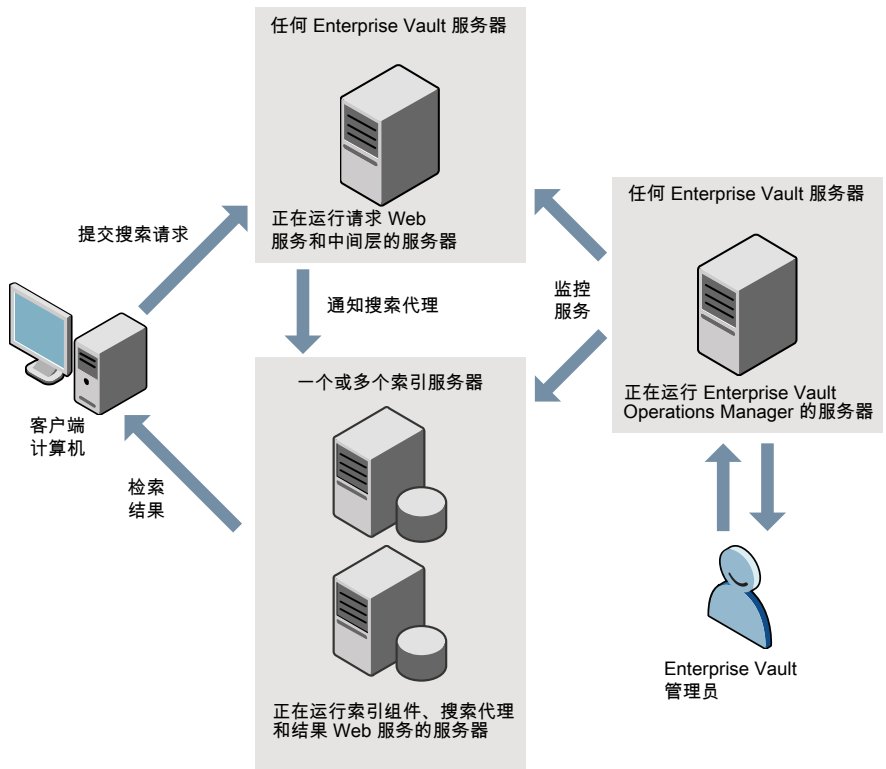 任何 Enterprise Vault 服务器
正在运行请求 Web
服务和中间层的服务器
提交搜索请求
通知搜索代理
任何 Enterprise Vault 服务器
监控
服务
正在运行 Enterprise Vault
Operations Manager 的服务器
客户端
计算机
一个或多个索引服务器
检索
结果
正在运行索引组件、搜索代理
和结果 Web 服务的服务器
Enterprise Vault
管理员